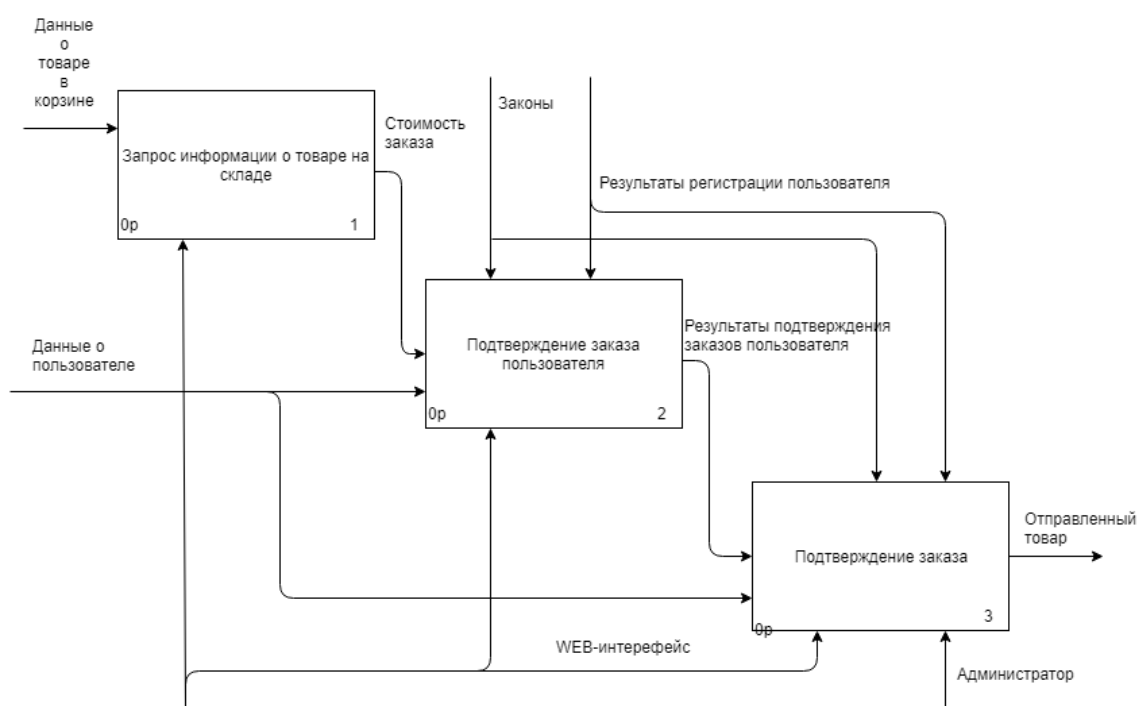 Данные
о
товаре
в
корзине
Запрос информации о товаре на
складе
0р
1
Стоимость
заказа
Законы
Результаты регистрации пользователя
Данные о
пользователе
Подтверждение заказа
пользователя
0р
2
Результаты подтверждения
заказов пользователя
Подтверждение заказа
0р
3
Отправленный
товар
WEB-интерефейс
Администратор